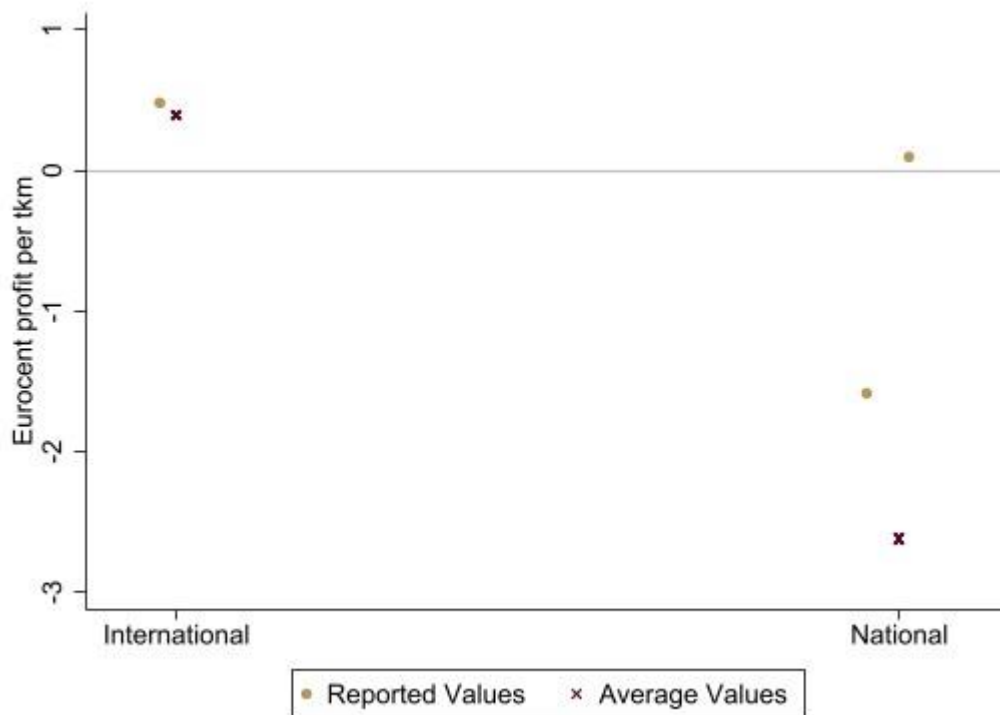 Eurocent profit per tkm
1
0
-1
-2
-3
International
National
Reported Values
Average Values